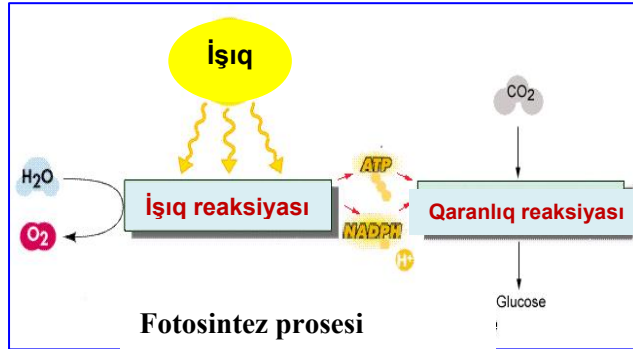 İşıq
CO2
H2O
ATP
İşıq reaksiyası
Qaranlıq reaksiyası
O2
NADPH
H+
Glucose
Fotosintez prosesi